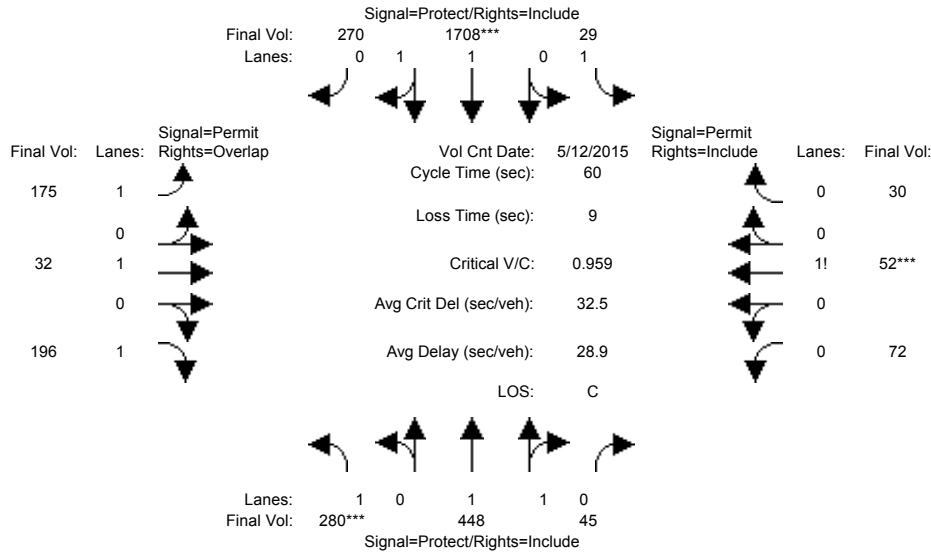 Signal=Protect/Rights=Include
Final Vol: 270 1708*** 29
Lanes: 0 1 1 0 1
Signal=Permit Signal=Permit
Final Vol: Lanes: Rights=Overlap Vol Cnt Date: 5/12/2015 Rights=Include Lanes: Final Vol:
Cycle Time (sec): 60
175 1 0 30
Loss Time (sec): 9
0 0
32 1 Critical V/C: 0.959 1! 52***
0 Avg Crit Del (sec/veh): 32.5 0
196 1 Avg Delay (sec/veh): 28.9 0 72
LOS: C
Lanes: 1 0 1 1 0
Final Vol: 280*** 448 45
Signal=Protect/Rights=Include